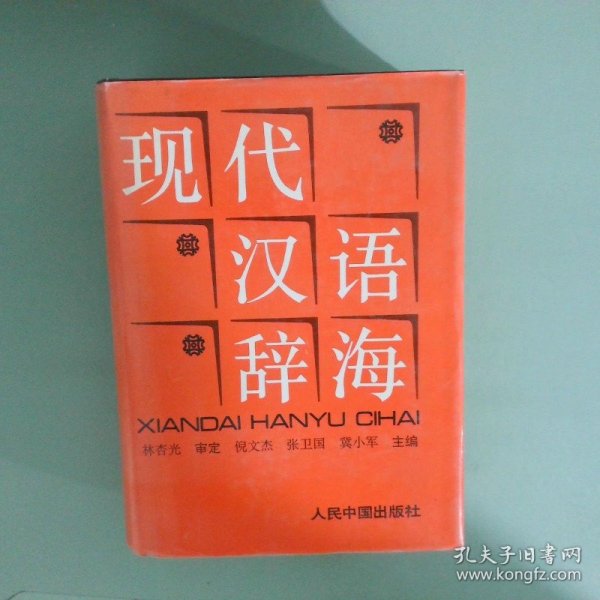 现代
汉语
辞海
XIANDAI HANYU CIHAI
林杏光 审定 倪文杰 张卫国 冀小军 主编
人民中国出版社
孔夫子旧书网
www.kongfz.com